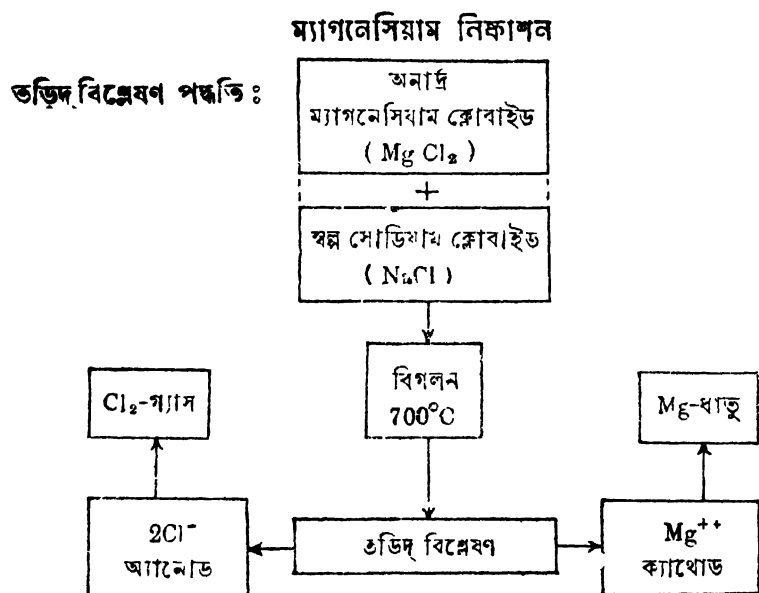 ম্যাগনেসিয়াম নিষ্কাশন
তড়িদ্ বিশ্লেষণ পদ্ধতি :
অনার্দ্র
ম্যাগনেসিযাম ক্লোবাইড
( Mg Cl₂ )
+
স্বল্প সোডিযাম ক্লোবাইড
( NaCl )
বিগলন
700°C
Cl₂-গ্যাস
Mg-ধাতু
2Cl⁻
অ্যানোড
তডিদ্ বিশ্লেষণ
Mg⁺⁺
ক্যাথোড